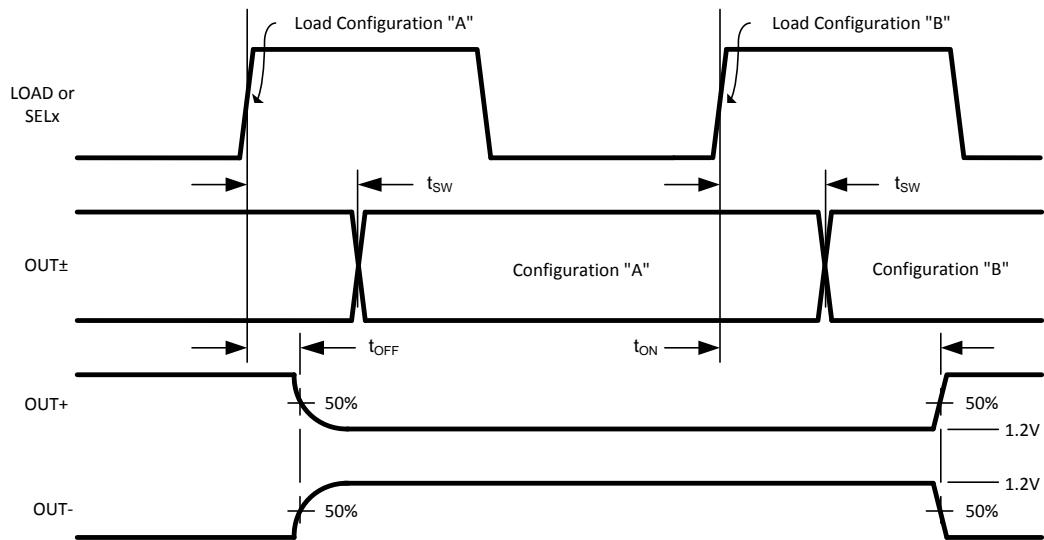 Load Configuration "A"
Load Configuration "B"
LOAD or
SELx
tSW
tSW
OUT±
Configuration "A"
Configuration "B"
tOFF
tON
OUT+
50%
50%
1.2V
1.2V
OUT-
50%
50%